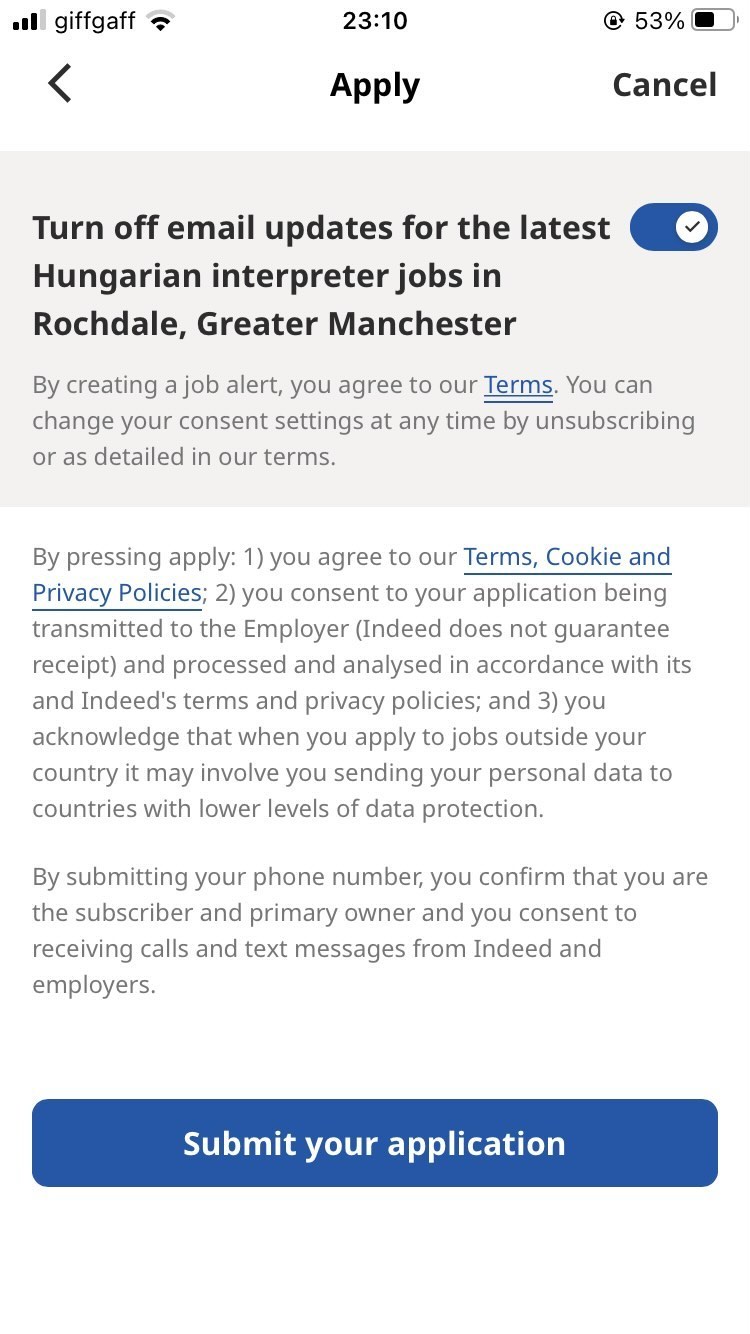 giffgaff 23:10 53%
Apply Cancel
Turn off email updates for the latest
Hungarian interpreter jobs in
Rochdale, Greater Manchester
By creating a job alert, you agree to our Terms. You can
change your consent settings at any time by unsubscribing
or as detailed in our terms.
By pressing apply: 1) you agree to our Terms, Cookie and
Privacy Policies; 2) you consent to your application being
transmitted to the Employer (Indeed does not guarantee
receipt) and processed and analysed in accordance with its
and Indeed's terms and privacy policies; and 3) you
acknowledge that when you apply to jobs outside your
country it may involve you sending your personal data to
countries with lower levels of data protection.
By submitting your phone number, you confirm that you are
the subscriber and primary owner and you consent to
receiving calls and text messages from Indeed and
employers.
Submit your application